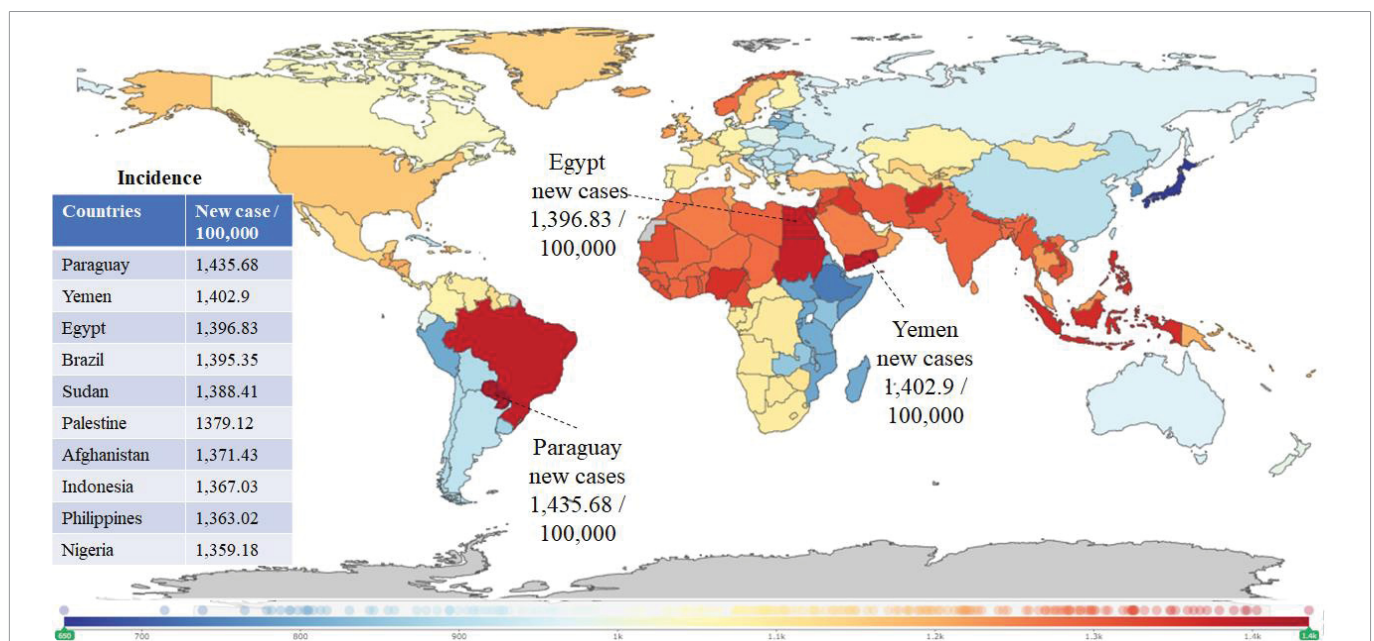 Incidence
Countries New case / 100,000
Paraguay 1,435.68
Yemen 1,402.9
Egypt 1,396.83
Brazil 1,395.35
Sudan 1,388.41
Palestine 1379.12
Afghanistan 1,371.43
Indonesia 1,367.03
Philippines 1,363.02
Nigeria 1,359.18
Egypt
new cases
1,396.83 /
100,000
Yemen
new cases
1,402.9 /
100,000
Paraguay
new cases
1,435.68 /
100,000
650 700 800 900 1k 1.1k 1.2k 1.3k 1.4k 1.4k